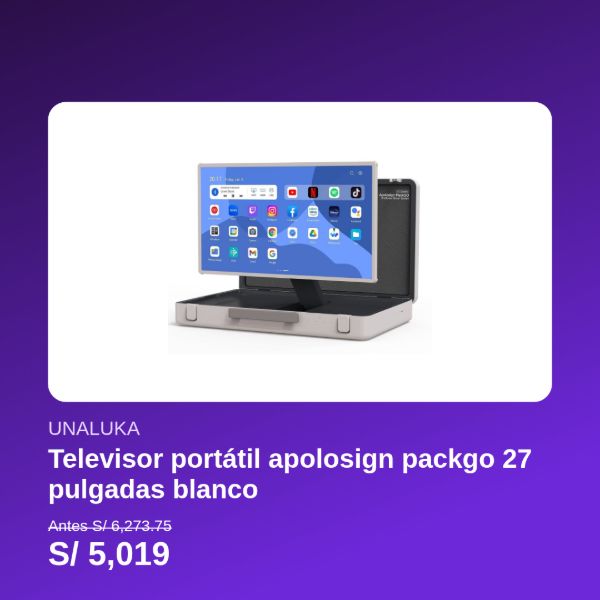 UNALUKA
Televisor portátil apolosign packgo 27
pulgadas blanco
Antes S/ 6,273.75
S/ 5,019